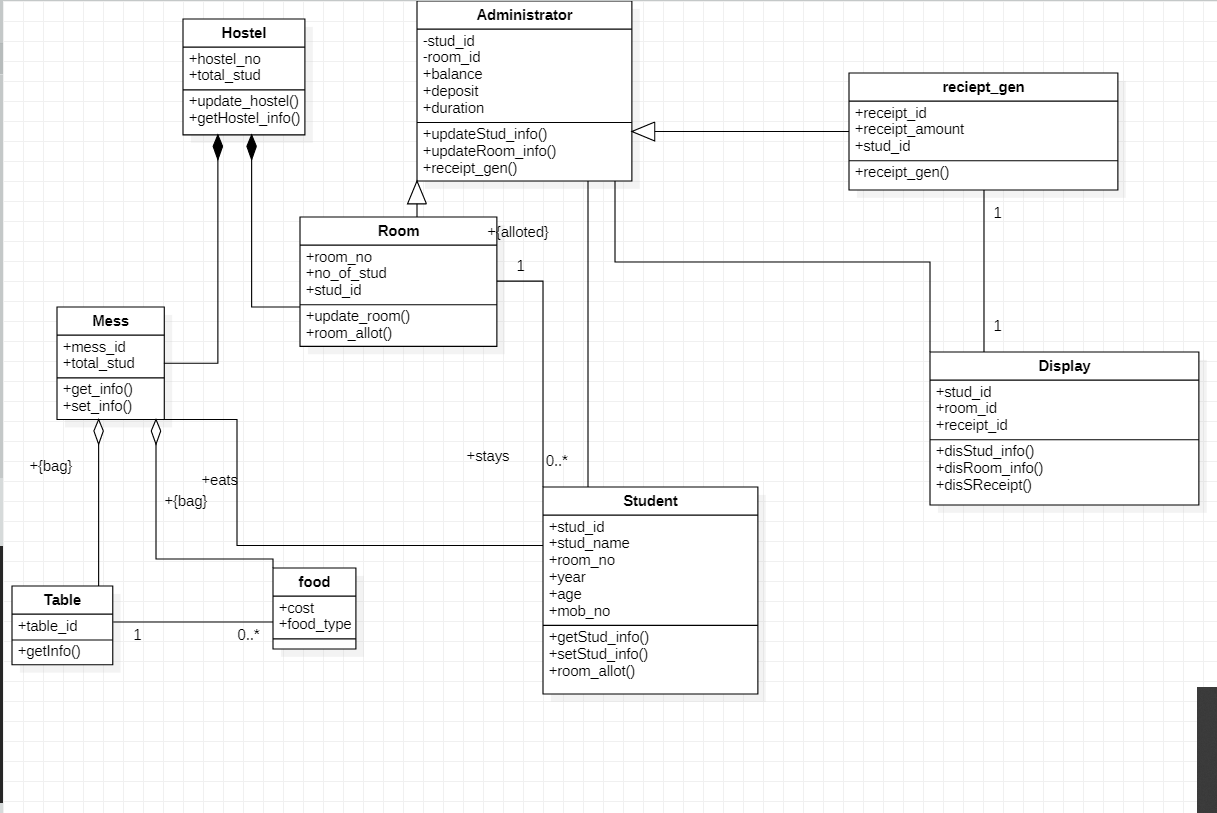 Hostel
+hostel_no
+total_stud
+update_hostel()
+getHostel_info()
Administrator
-stud_id
-room_id
+balance
+deposit
+duration
+updateStud_info()
+updateRoom_info()
+receipt_gen()
reciept_gen
+receipt_id
+receipt_amount
+stud_id
+receipt_gen()
1
1
Room
+room_no
+no_of_stud
+stud_id
+update_room()
+room_allot()
+{alloted}
1
+stays
0..*
Mess
+mess_id
+total_stud
+get_info()
+set_info()
+{bag}
+eats
+{bag}
Display
+stud_id
+room_id
+receipt_id
+disStud_info()
+disRoom_info()
+disSReceipt()
Student
+stud_id
+stud_name
+room_no
+year
+age
+mob_no
+getStud_info()
+setStud_info()
+room_allot()
Table
+table_id
+getInfo()
1
0..*
food
+cost
+food_type